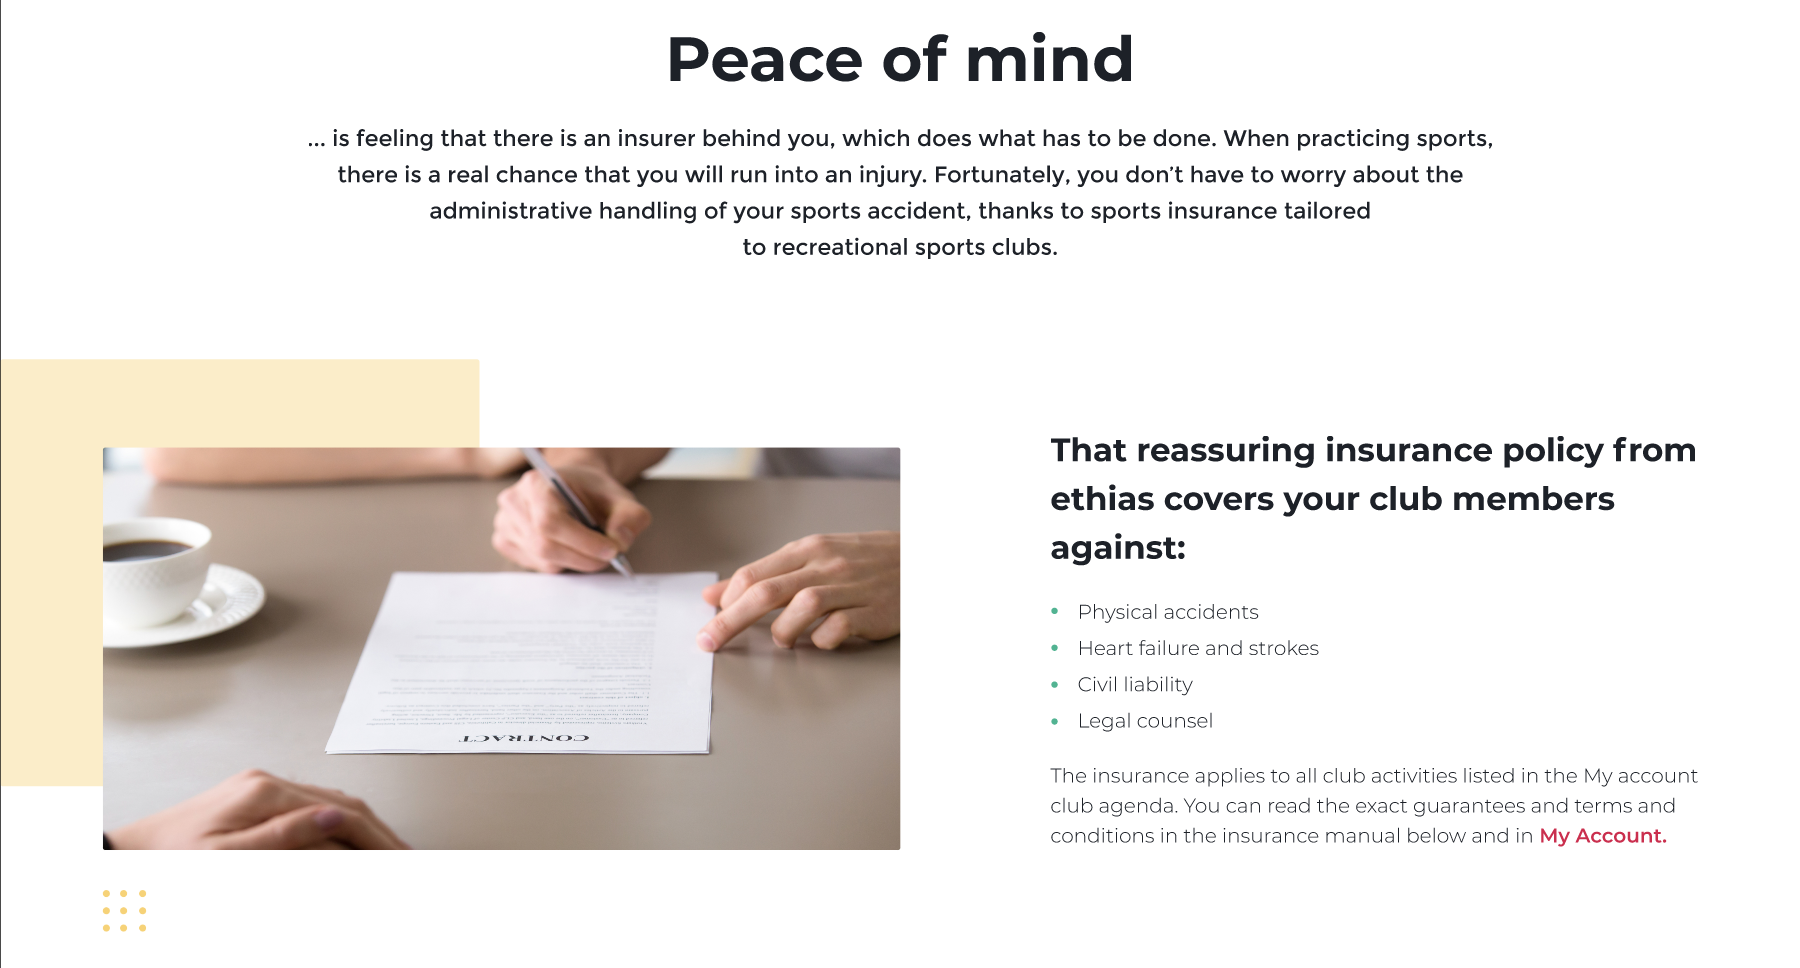 Peace of mind
... is feeling that there is an insurer behind you, which does what has to be done. When practicing sports,
there is a real chance that you will run into an injury. Fortunately, you don’t have to worry about the
administrative handling of your sports accident, thanks to sports insurance tailored
to recreational sports clubs.
CONTRACT
That reassuring insurance policy from
ethias covers your club members
against:
• Physical accidents
• Heart failure and strokes
• Civil liability
• Legal counsel
The insurance applies to all club activities listed in the My account
club agenda. You can read the exact guarantees and terms and
conditions in the insurance manual below and in My Account.